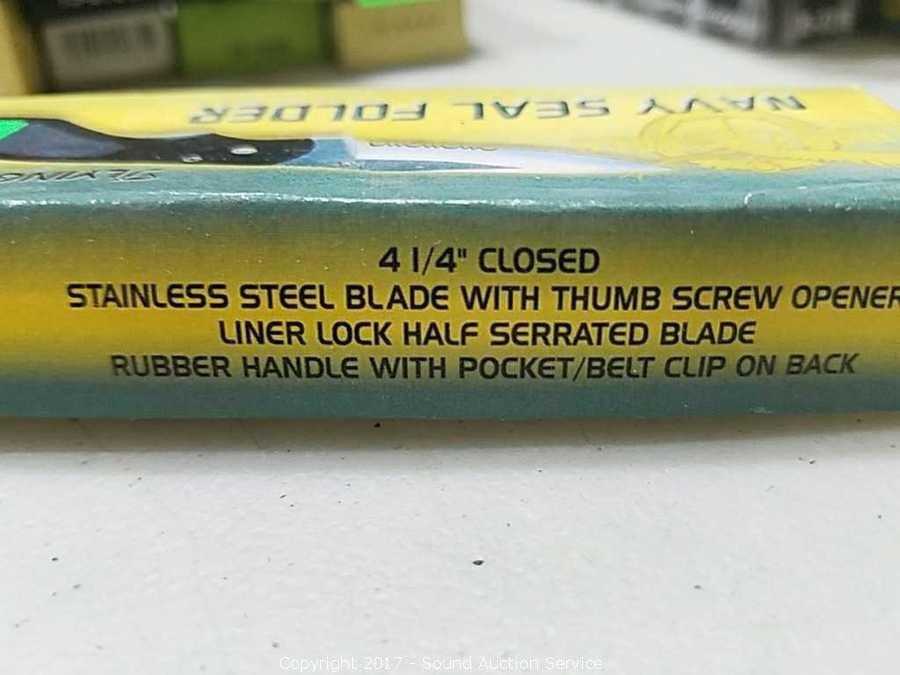 NAVY SEAL FOLDER
4 1/4" CLOSED
STAINLESS STEEL BLADE WITH THUMB SCREW OPENER
LINER LOCK HALF SERRATED BLADE
RUBBER HANDLE WITH POCKET/BELT CLIP ON BACK
Copyright 2017 - Sound Auction Service